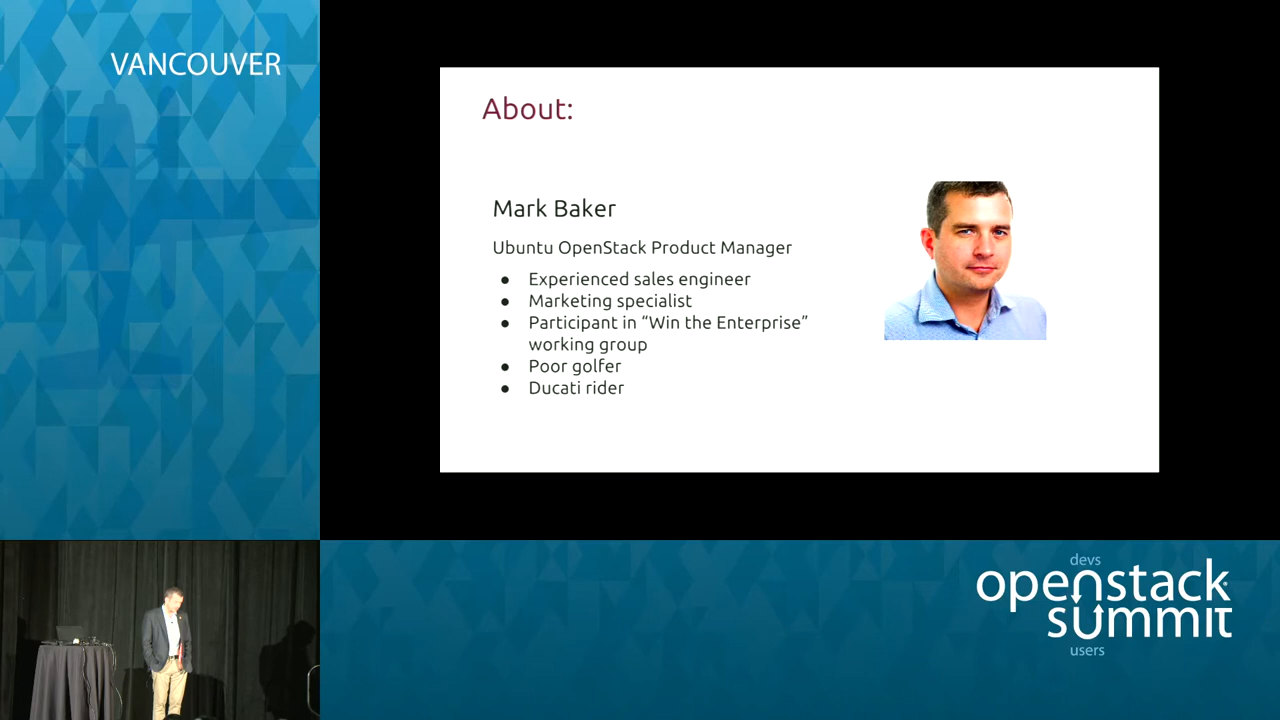 VANCOUVER
About:
Mark Baker
Ubuntu OpenStack Product Manager
● Experienced sales engineer
● Marketing specialist
● Participant in “Win the Enterprise”
working group
● Poor golfer
● Ducati rider
devs
openstack
summit
users